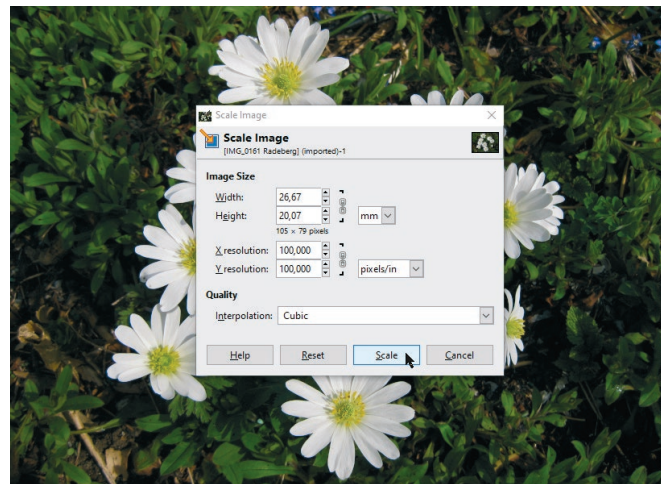 Scale Image
Scale Image
[IMG_0161 Radeberg] (imported)-1
Image Size
Width: 26,67
Height: 20,07 mm
105 × 79 pixels
X resolution: 100,000
Y resolution: 100,000 pixels/in
Quality
Interpolation: Cubic
Help Reset Scale Cancel